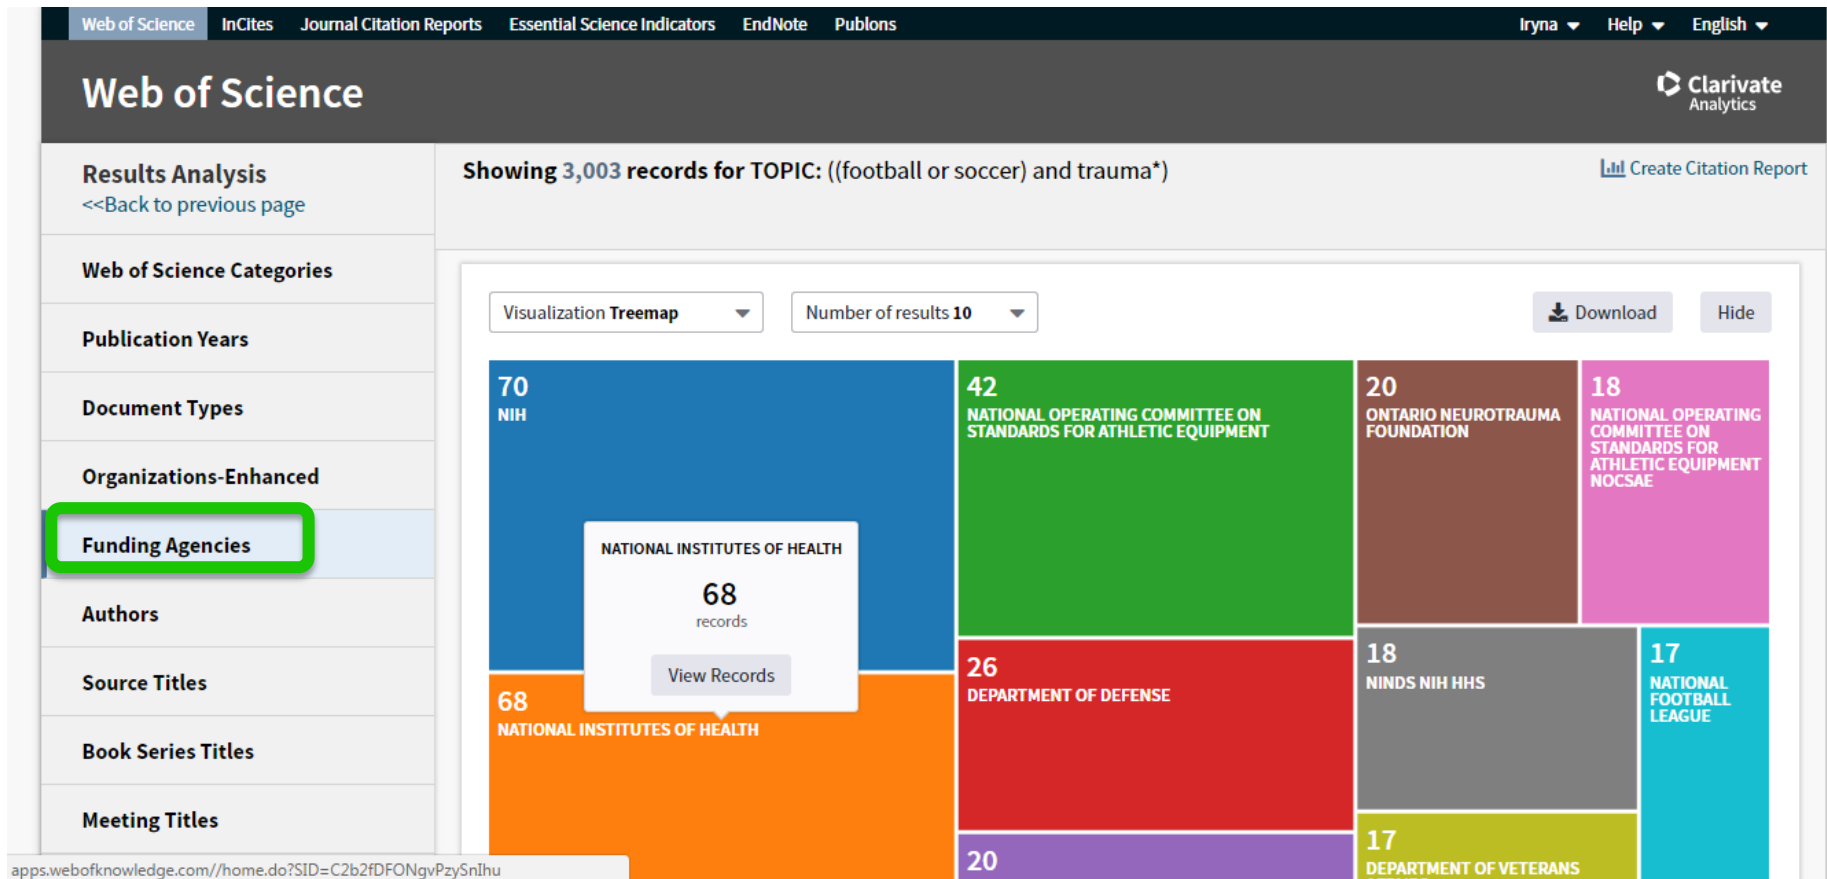 Web of Science InCites Journal Citation Reports Essential Science Indicators EndNote Publons Iryna Help English
Web of Science
Clarivate
Analytics
Results Analysis
<<Back to previous page
Showing 3,003 records for TOPIC: ((football or soccer) and trauma*)
Create Citation Report
Web of Science Categories
Publication Years
Document Types
Organizations-Enhanced
Funding Agencies
Authors
Source Titles
Book Series Titles
Meeting Titles
Visualization Treemap
Number of results 10
Download
Hide
70
NIH
42
NATIONAL OPERATING COMMITTEE ON
STANDARDS FOR ATHLETIC EQUIPMENT
20
ONTARIO NEUROTRAUMA
FOUNDATION
18
NATIONAL OPERATING
COMMITTEE ON
STANDARDS FOR
ATHLETIC EQUIPMENT
NOCSAE
NATIONAL INSTITUTES OF HEALTH
68
records
View Records
68
NATIONAL INSTITUTES OF HEALTH
26
DEPARTMENT OF DEFENSE
18
NINDS NIH HHS
17
NATIONAL
FOOTBALL
LEAGUE
20
17
DEPARTMENT OF VETERANS
apps.webofknowledge.com//home.do?SID=C2b2fDFONgvPzySnIhu